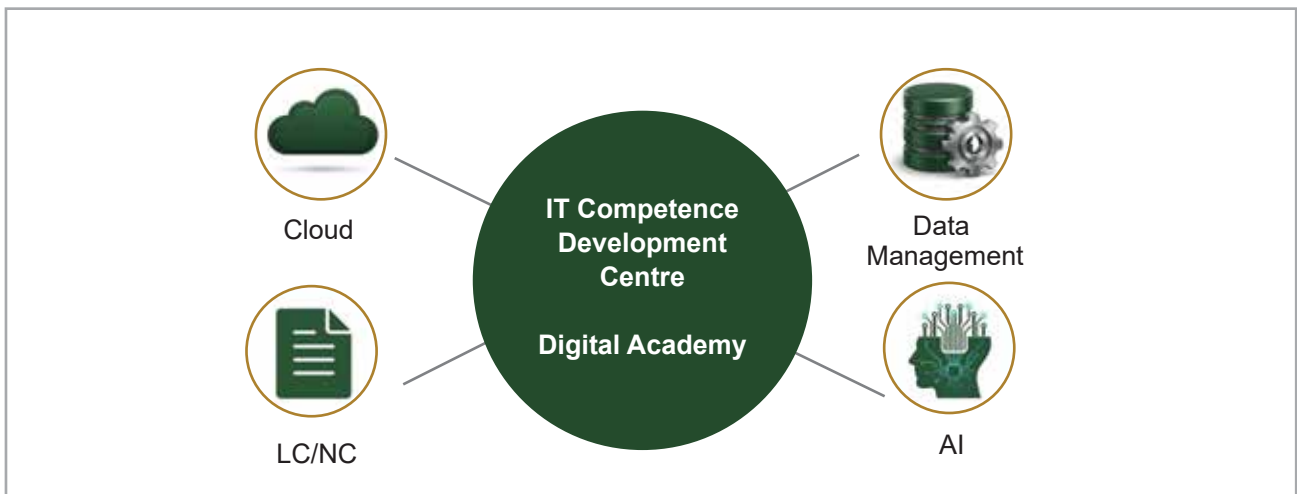 Cloud
LC/NC
IT Competence
Development
Centre
Digital Academy
Data
Management
AI